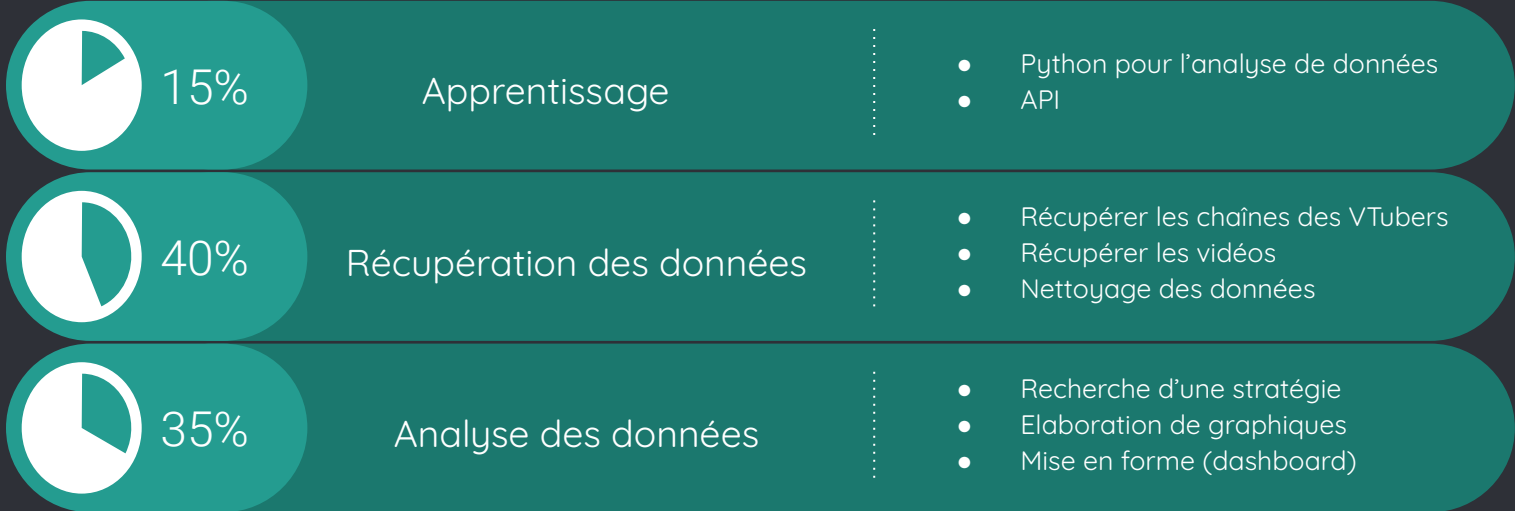 15%
Apprentissage
● Python pour l'analyse de données
● API
40%
Récupération des données
● Récupérer les chaînes des VTubers
● Récupérer les vidéos
● Nettoyage des données
35%
Analyse des données
● Recherche d'une stratégie
● Elaboration de graphiques
● Mise en forme (dashboard)